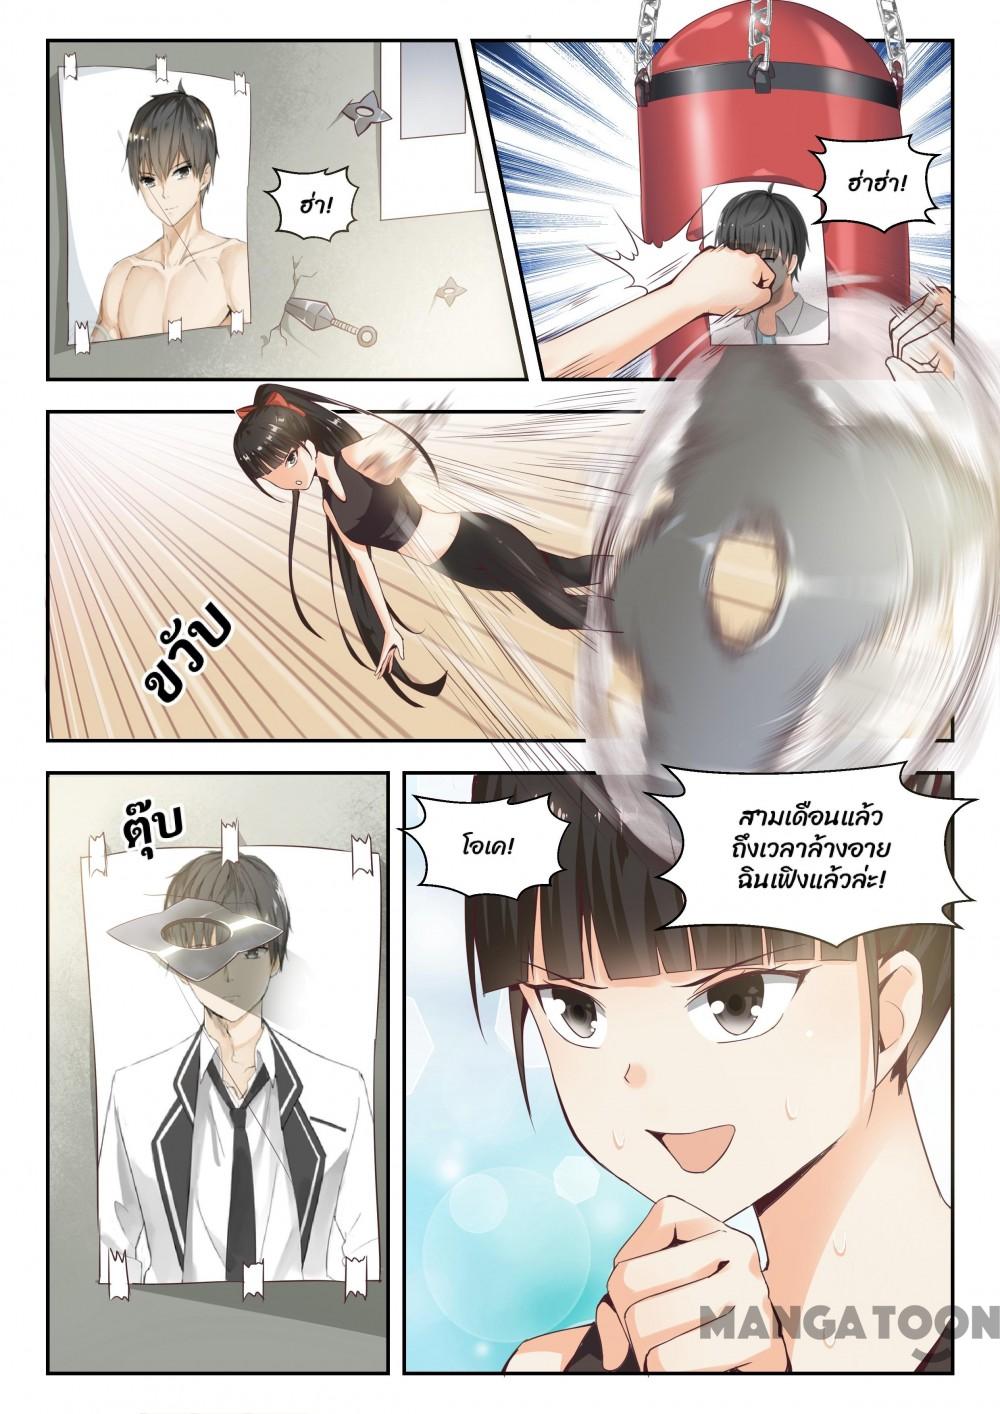 ฮ่า!
ฮ่าฮ่า!
ขวับ
ตุ๊บ
โอเค!
สามเดือนแล้ว
ถึงเวลาล้างอาย
ฉินเฟิงแล้วล่ะ!
MANGATOON